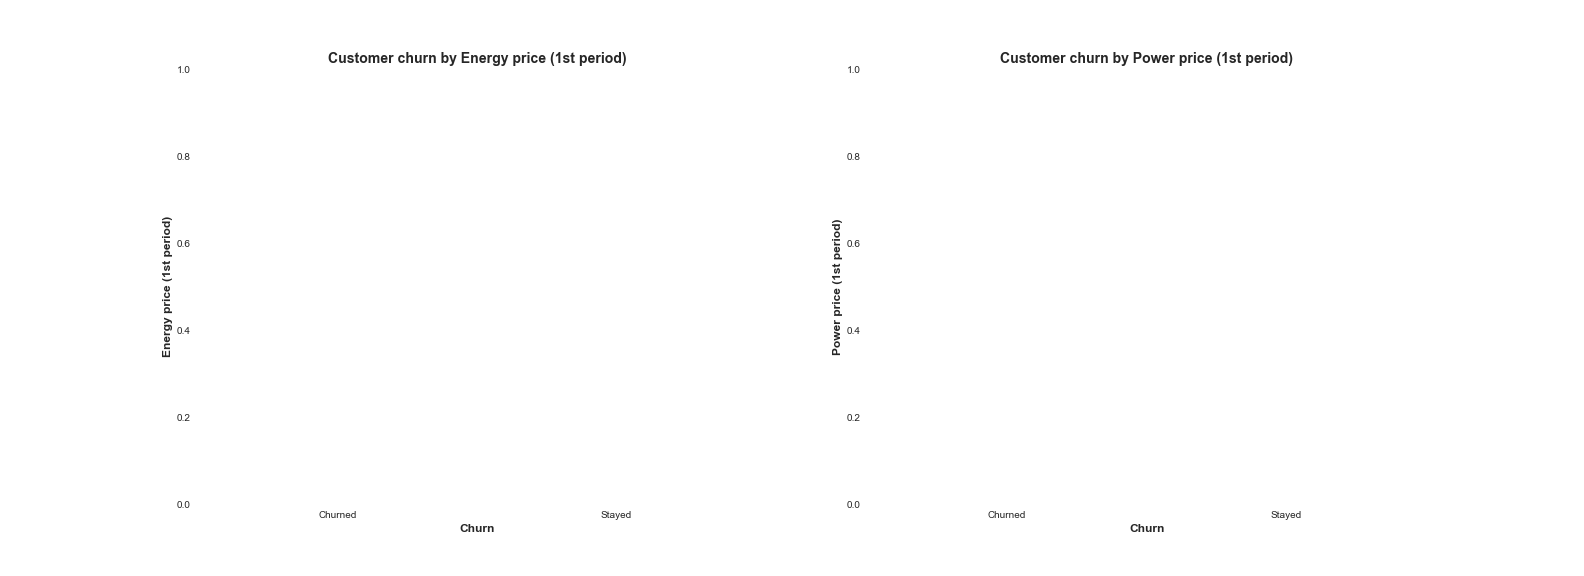 Customer churn by Energy price (1st period)
1.0
0.8
0.6
0.4
0.2
0.0
Energy price (1st period)
Churned
Stayed
Churn
Customer churn by Power price (1st period)
1.0
0.8
0.6
0.4
0.2
0.0
Power price (1st period)
Churned
Stayed
Churn